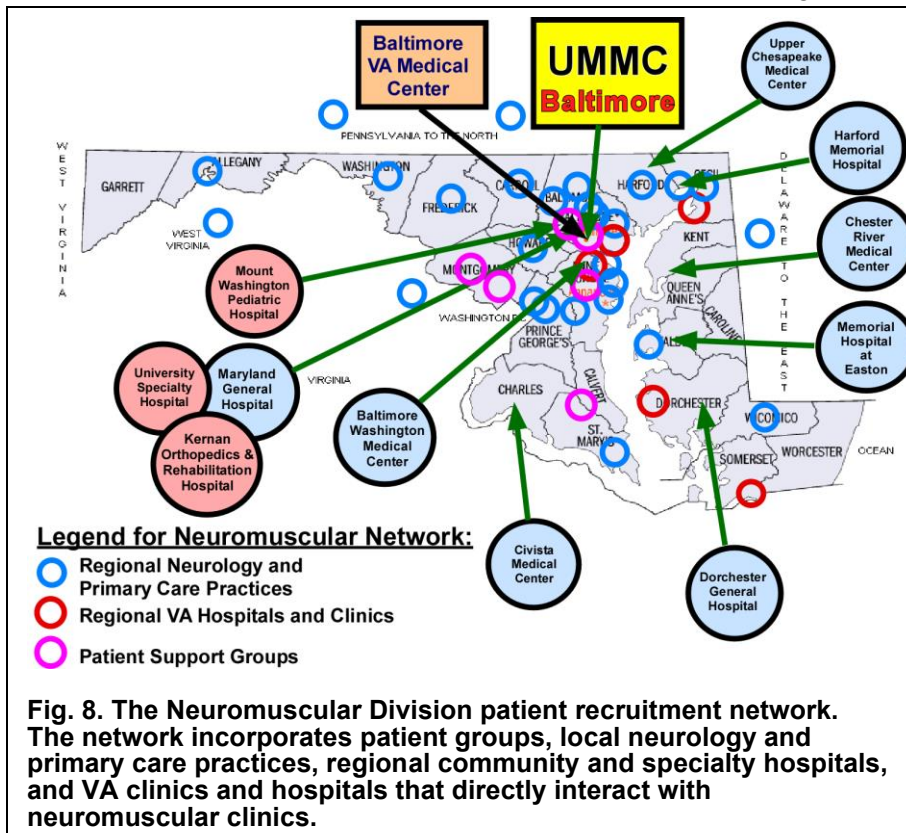 Baltimore
VA Medical
Center
UMMC
Baltimore
Upper
Chesapeake
Medical
Center
PENNSYLVANIA TO THE NORTH
Harford
Memorial
Hospital
WEST VIRGINIA
GARRETT
ALLEGANY
WASHINGTON
FREDERICK
CARROLL
HARFORD
CECIL
DELAWARE TO THE EAST
KENT
Chester
River
Medical
Center
WEST
VIRGINIA
MONTGOMERY
QUEEN
ANNE'S
CAROLINE
Mount
Washington
Pediatric
Hospital
PRINCE
GEORGE'S
Memorial
Hospital
at
Easton
University
Specialty
Hospital
Maryland
General
Hospital
VIRGINIA
CHARLES
CALVERT
Baltimore
Washington
Medical
Center
DORCHESTER
WICOMICO
ST.
MARY'S
Kernan
Orthopedics &
Rehabilitation
Hospital
SOMERSET
WORCESTER
OCEAN
Civista
Medical
Center
Dorchester
General
Hospital
Legend for Neuromuscular Network:
Regional Neurology and
Primary Care Practices
Regional VA Hospitals and Clinics
Patient Support Groups
Fig. 8. The Neuromuscular Division patient recruitment network.
The network incorporates patient groups, local neurology and
primary care practices, regional community and specialty hospitals,
and VA clinics and hospitals that directly interact with
neuromuscular clinics.